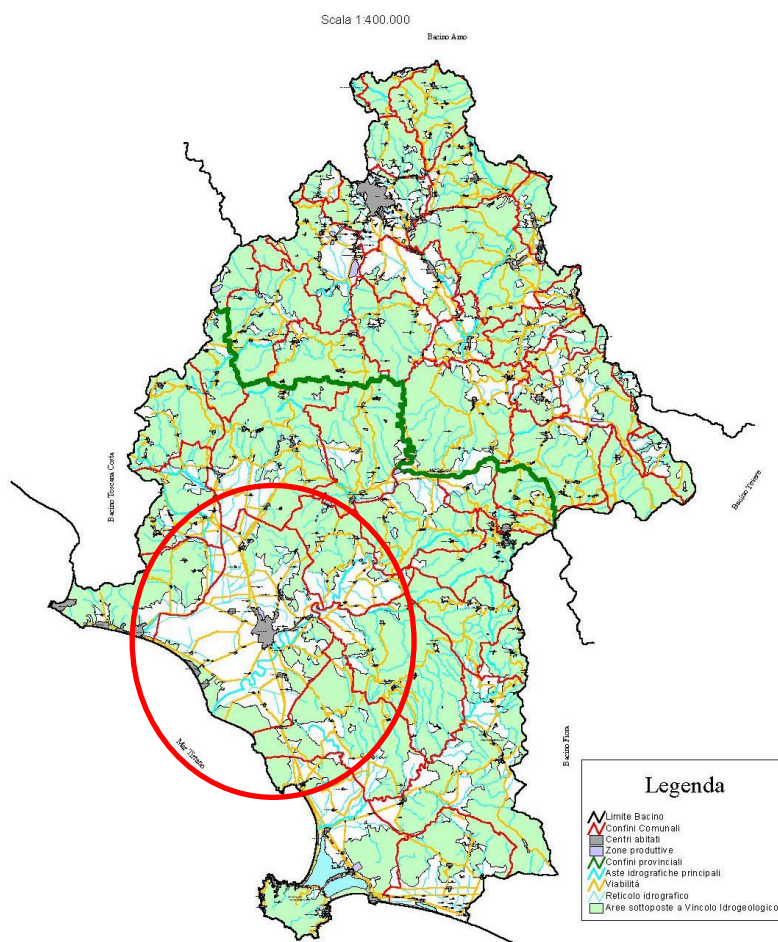 Scala 1:400.000
Bacino Arno
Bacino Toscana Costa
Bacino Tevere
Mar Tirreno
Bacino Fiora
Legenda
Limite Bacino
Confini Comunali
Centri abitati
Zone produttive
Confini provinciali
Aste idrografiche principali
Viabilità
Reticolo idrografico
Aree sottoposte a Vincolo Idrogeologico